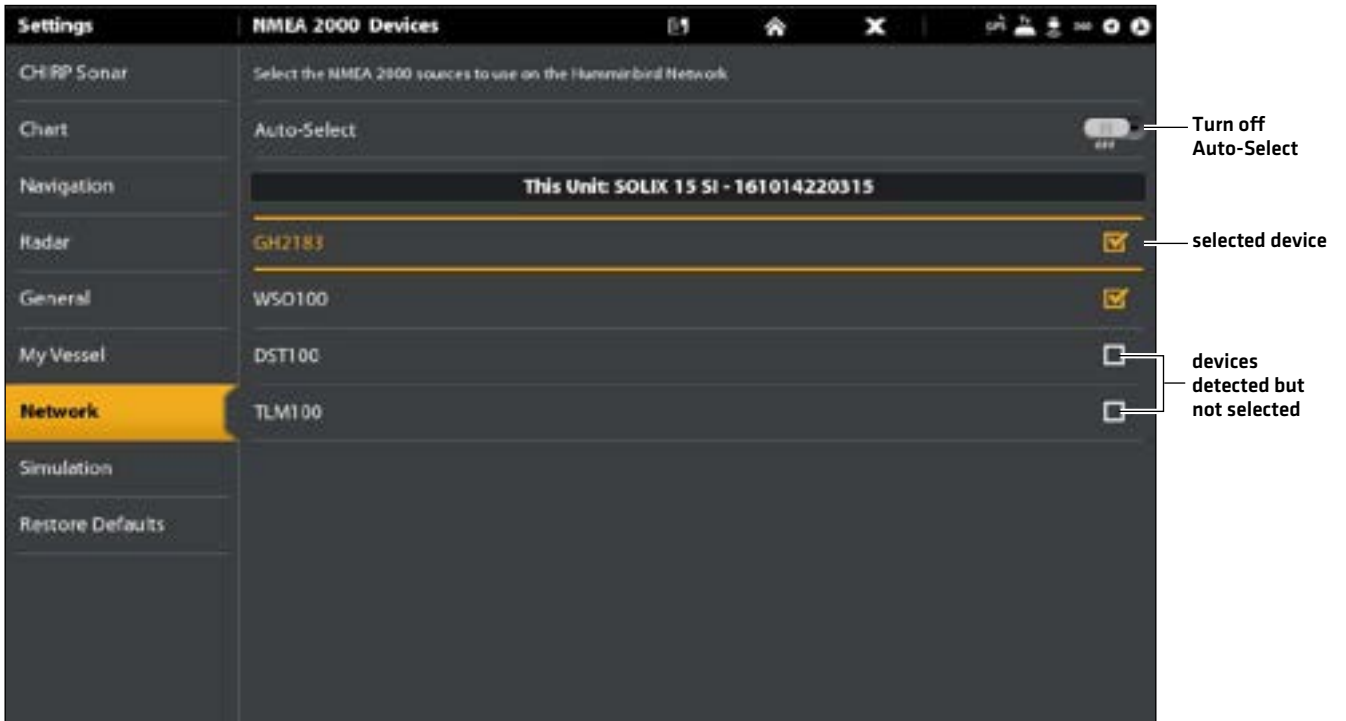 Settings
NMEA 2000 Devices
CHIRP Sonar
Select the NMEA 2000 sources to use on the Humminbird Network
Chart
Auto-Select
OFF
Turn off
Auto-Select
Navigation
This Unit: SOLIX 15 SI - 161014220315
Radar
GH2183
selected device
General
WSO100
My Vessel
DST100
devices
detected but
not selected
Network
TLM100
Simulation
Restore Defaults